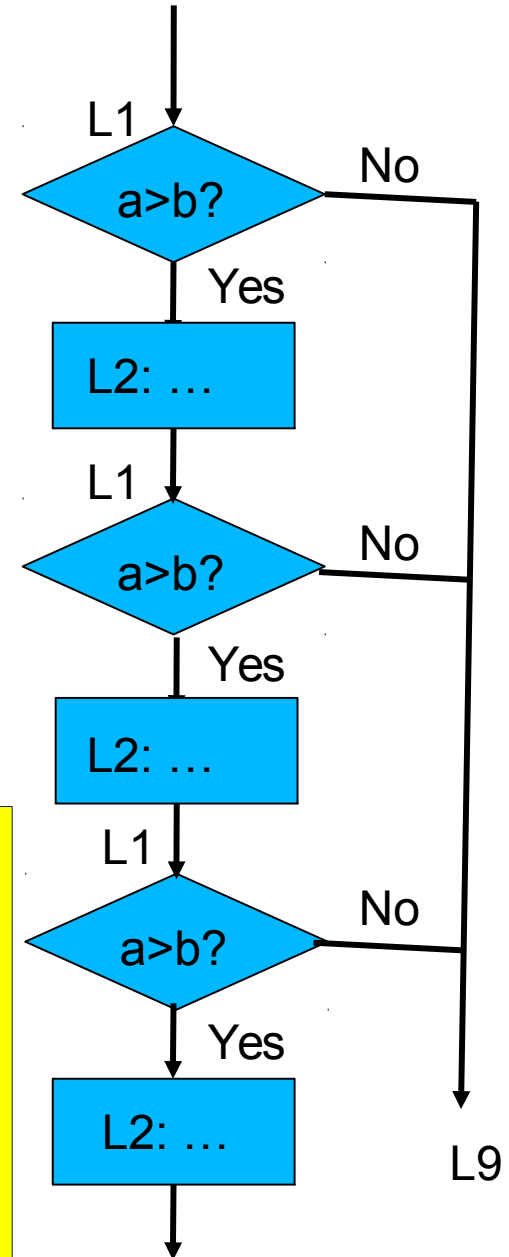 L1
a>b?
No
Yes
L2: …
L1
a>b?
No
Yes
L2: …
L1
a>b?
No
Yes
L2: …
L9